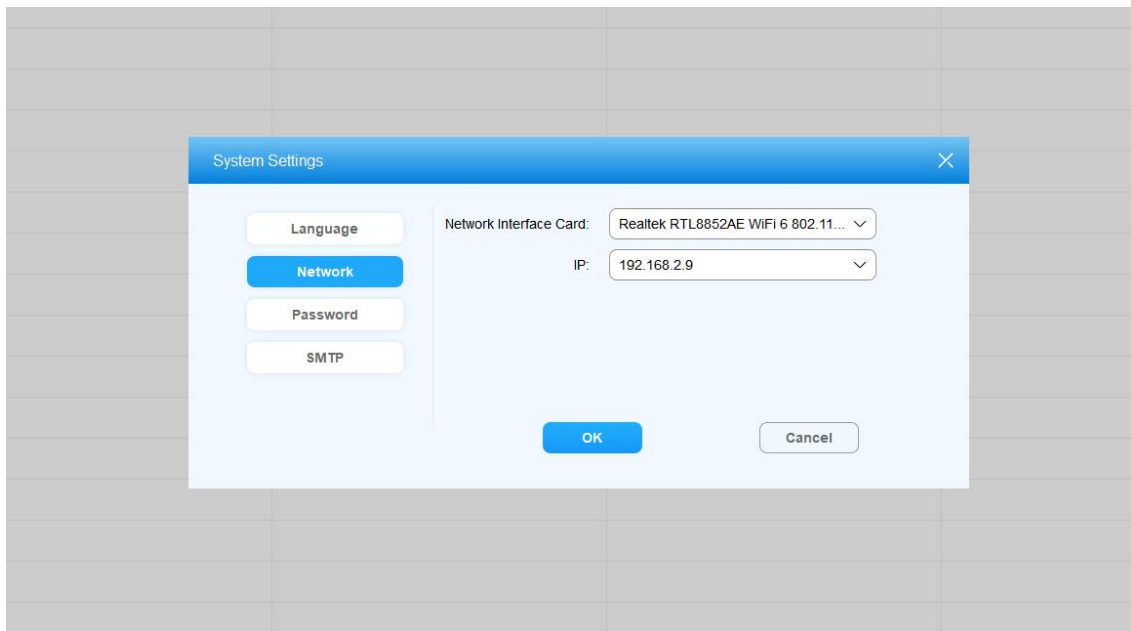 System Settings
Language
Network
Password
SMTP
Network Interface Card: Realtek RTL8852AE WiFi 6 802.11...
IP: 192.168.2.9
OK
Cancel